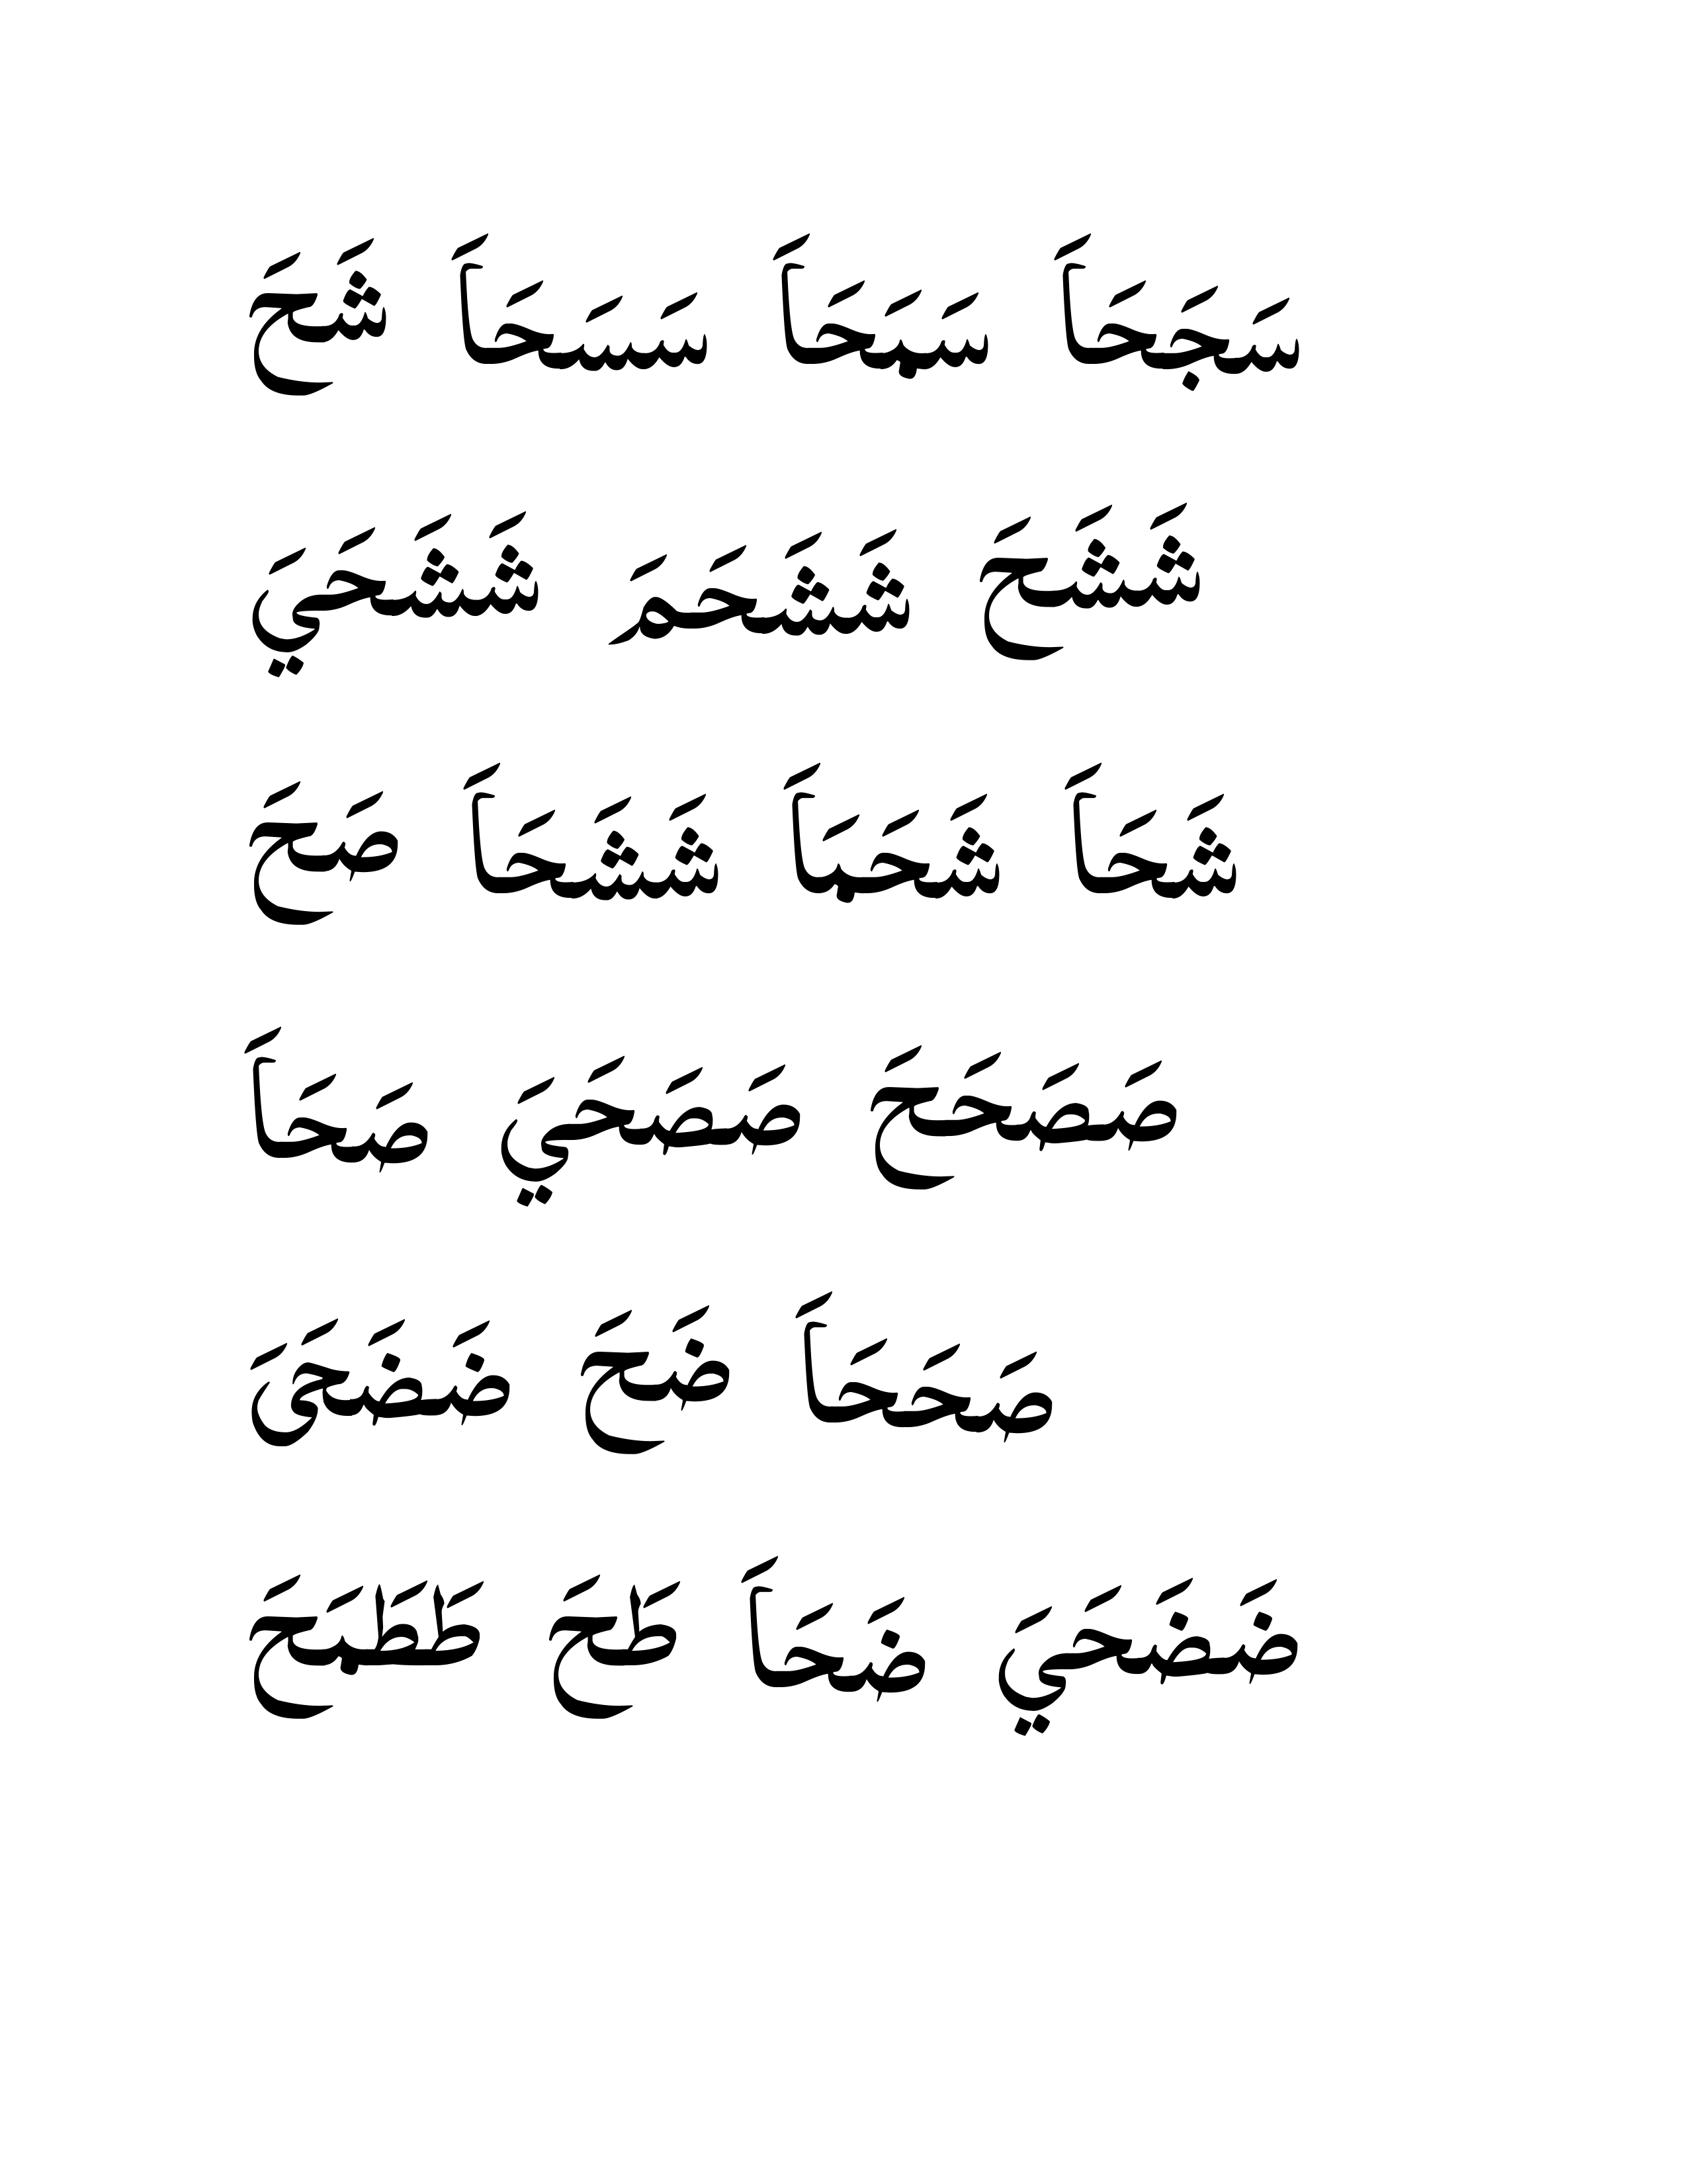 سَجَحَاَ سَمَحَاَ سَسَحَاَ شَحَ
شَشَحَ شَشَحَمَ شَشَحَيَ
شَحَاَ شَحَمَاَ شَشَحَاَ صَحَ
صَصَحَحَ صَصَحَيَ صَحَاَ
صَحَحَاَ ضَحَ ضَضَحَىَ
ضَضَحَيَ ضَحَاَ طَحَ طَطَمَحَ